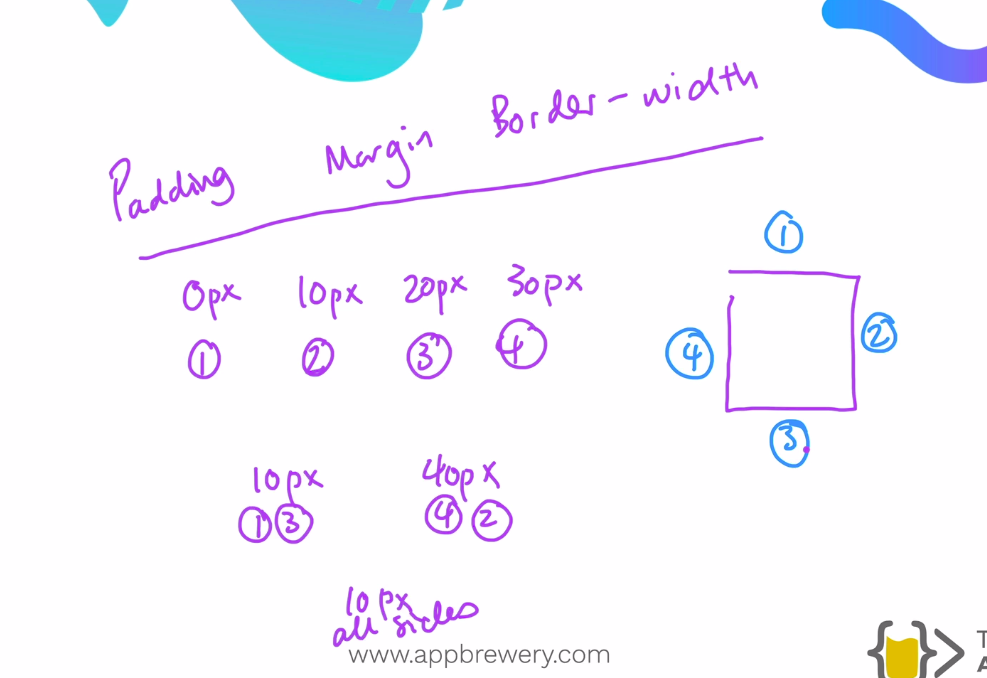 Padding Margin Border-width
0px 10px 20px 30px
1 2 3 4
1
4 2
3
10px 40px
1 3 4 2
10px
all sides
www.appbrewery.com
T
A